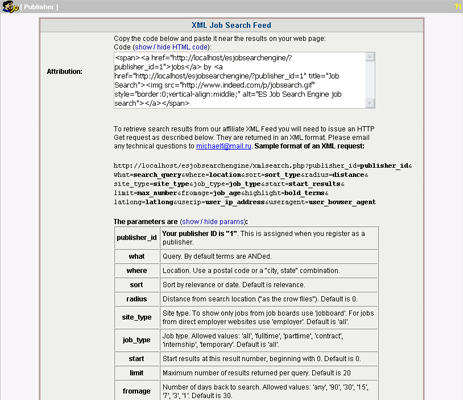 [ Publisher ]
XML Job Search Feed
Copy the code below and paste it near the results on your web page:
Code (show / hide HTML code):
Attribution:
<span><a href="http://localhost/esjobsearchengine/?
publisher_id=1">jobs</a> by <a
href="http://localhost/esjobsearchengine/?publisher_id=1" title="Job
Search"><img src="http://www.indeed.com/p/jobsearch.gif"
style="border:0;vertical-align:middle;" alt="ES Job Search Engine job
search"></a></span>
To retrieve search results from our affiliate XML Feed you will need to issue an HTTP
Get request as described below. They are returned in an XML format. Please email
any technical questions to michaelf@mail.ru. Sample format of an XML request:
http://localhost/esjobsearchengine/xmlsearch.php?publisher_id=publisher_id&
what=search_query&where=location&sort=sort_type&radius=distance&
site_type=site_type&job_type=job_type&start=start_results&
limit=max_number&fromage=job_age&highlight=bold_terms&
latlong=latlong&userip=user_ip_address&useragent=user_bowser_agent
The parameters are (show / hide params):
publisher_id Your publisher ID is "1". This is assigned when you register as a
publisher.
what Query. By default terms are ANDed.
where Location. Use a postal code or a "city, state" combination.
sort Sort by relevance or date. Default is relevance.
radius Distance from search location ("as the crow flies"). Default is 0.
site_type Site type. To show only jobs from job boards use 'jobboard'. For jobs
from direct employer websites use 'employer'. Default is 'all'.
job_type Job type. Allowed values: 'all', 'fulltime', 'parttime', 'contract',
'internship', 'temporary'. Default is 'all'.
start Start results at this result number, beginning with 0. Default is 0.
limit Maximum number of results returned per query. Default is 20
fromage Number of days back to search. Allowed values: 'any', '90', '30', '15',
'7', '3', '1'. Default is 30.